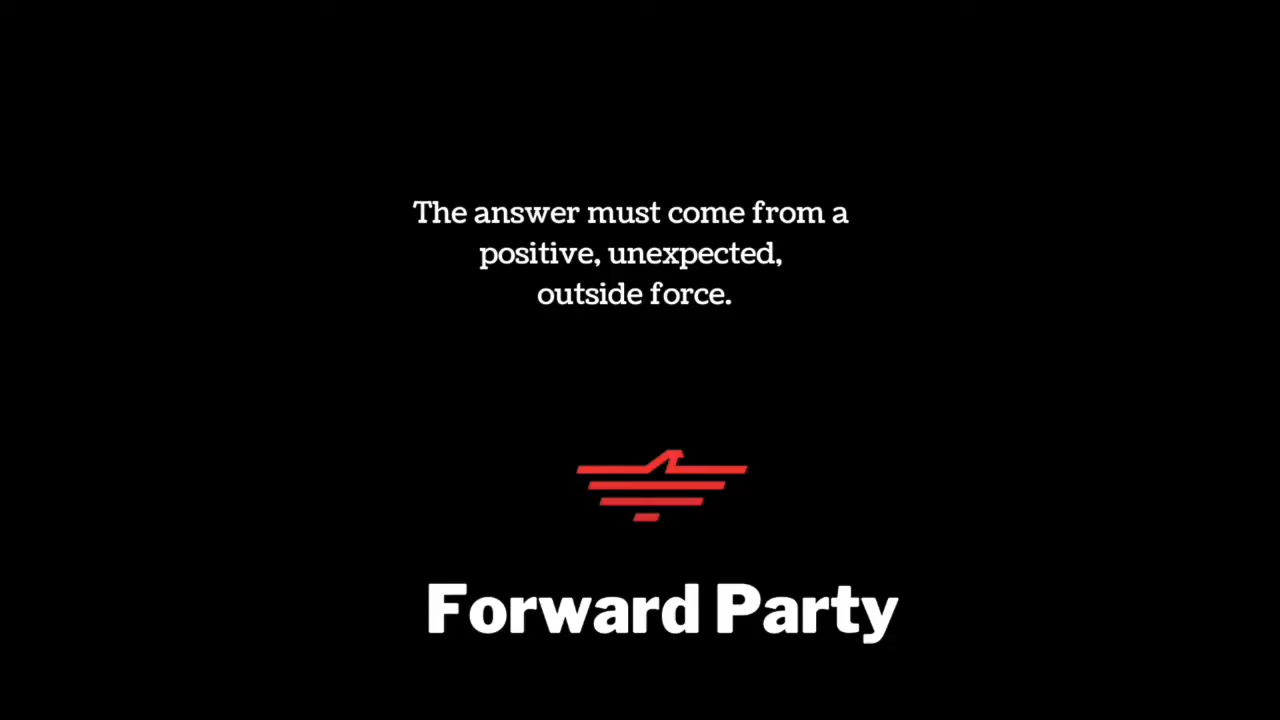 The answer must come from a
positive, unexpected,
outside force.
Forward Party